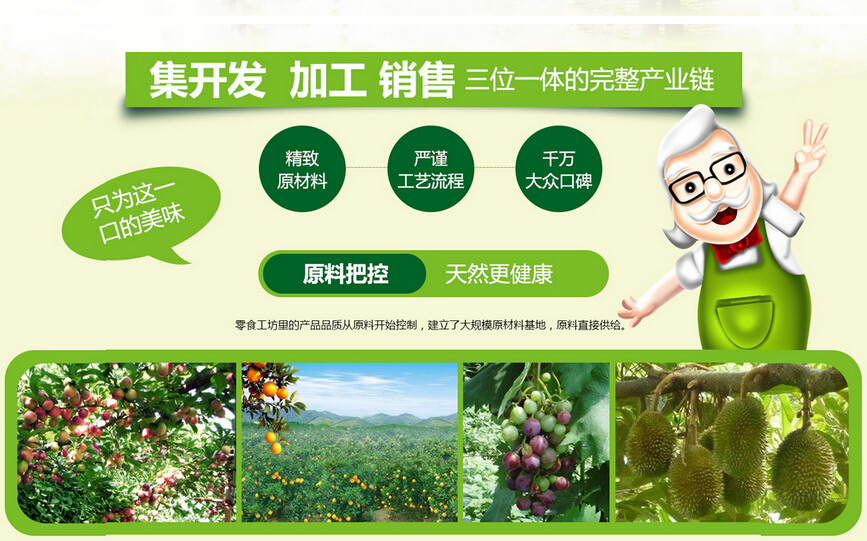 集开发 加工 销售 三位一体的完整产业链
精致
原材料
严谨
工艺流程
千万
大众口碑
只为这一
口的美味
原料把控 天然更健康
零食工坊里的产品品质从原料开始控制，建立了大规模原材料基地，原料直接供给。